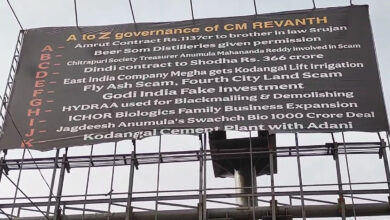 A to Z governance of CM REVANTH
A - Amrut Contract Rs.1137cr to brother in law Srujan
B - Beer Som Distilleries given permission
C - Chitrapuri Society Treasurer Anumula Mahananda Reddy involved in Scam
D - Dindi contract to Shodha Rs. 366 crore
E - East India Company Megha gets Kodangal Lift Irrigation
F - Fly Ash Scam, Fourth City Land Scam
G - Godi India Fake Investment
H - HYDRAA used for Blackmailing & Demolishing
I - ICHOR Biologics Family Business Expansion
J - Jagdeesh Anumula's Swachch Bio 1000 Crore Deal
K - Kodangal Cement Plant with Adani